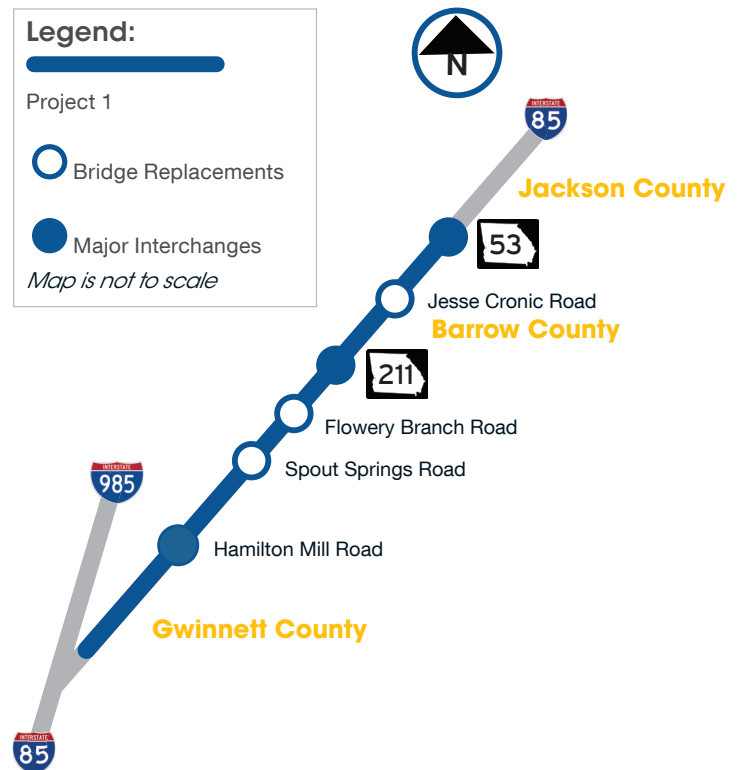 Legend:
Project 1
Bridge Replacements
Major Interchanges
Map is not to scale
N
INTERSTATE
85
Jackson County
53
Jesse Cronic Road
Barrow County
211
Flowery Branch Road
Spout Springs Road
INTERSTATE
985
Hamilton Mill Road
Gwinnett County
INTERSTATE
85